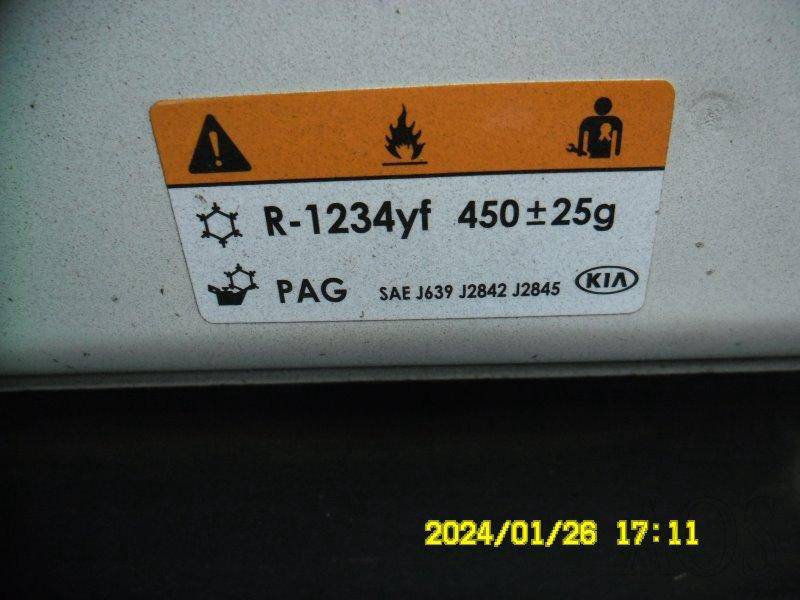 R-1234yf 450±25g
PAG SAE J639 J2842 J2845 KIA
2024/01/26 17:11